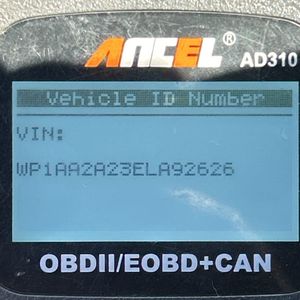 ANCEL® AD310
Vehicle ID Number
VIN:
WP1AA2A23ELA92626
OBDII/EOBD+CAN